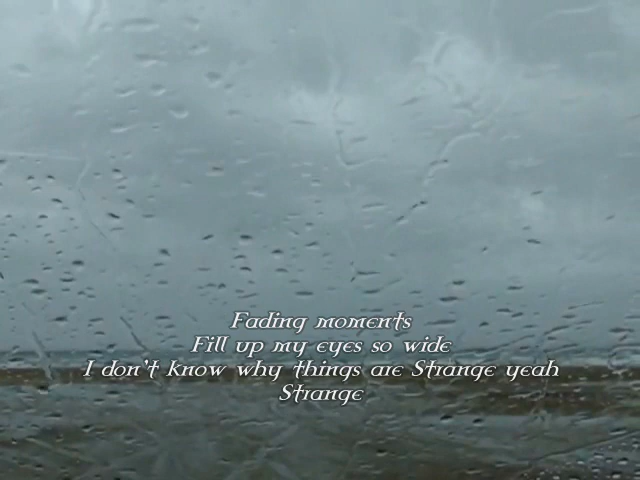 Fading moments
Fill up my eyes so wide
I don't know why things are Strange yeah
Strange